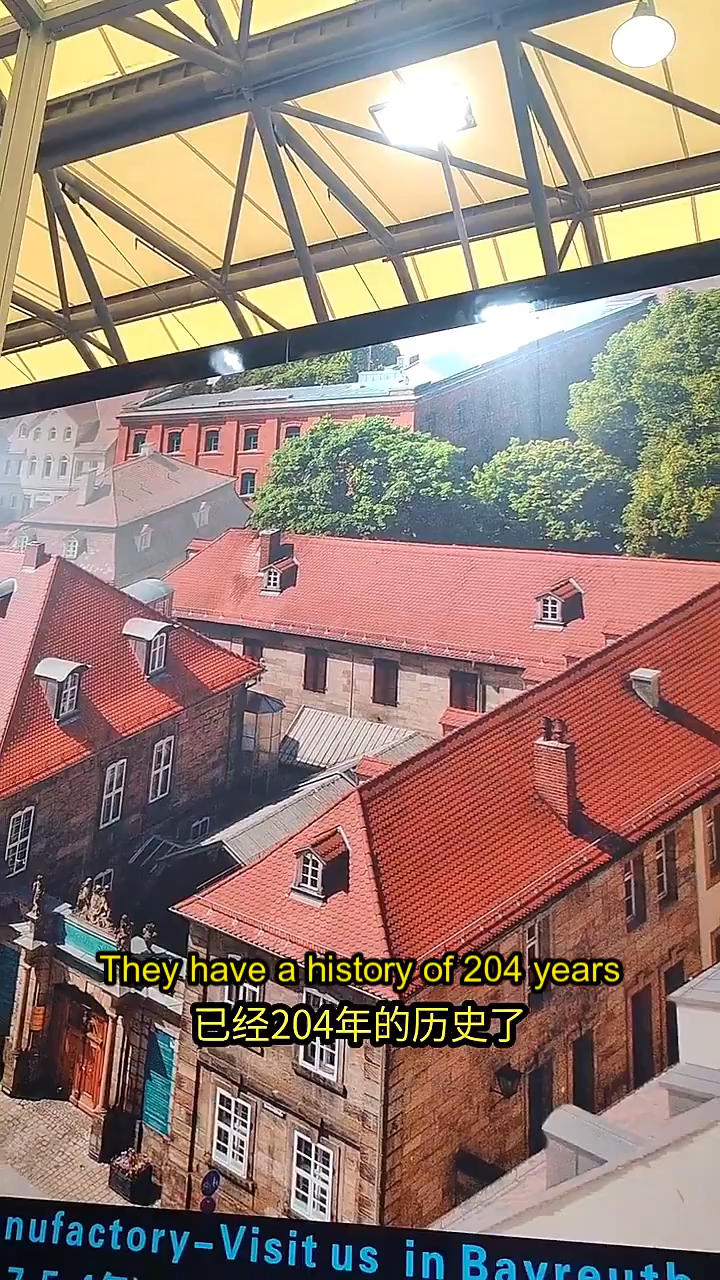 They have a history of 204 years
已经204年的历史了
nufactory-Visit us in Bayreuth